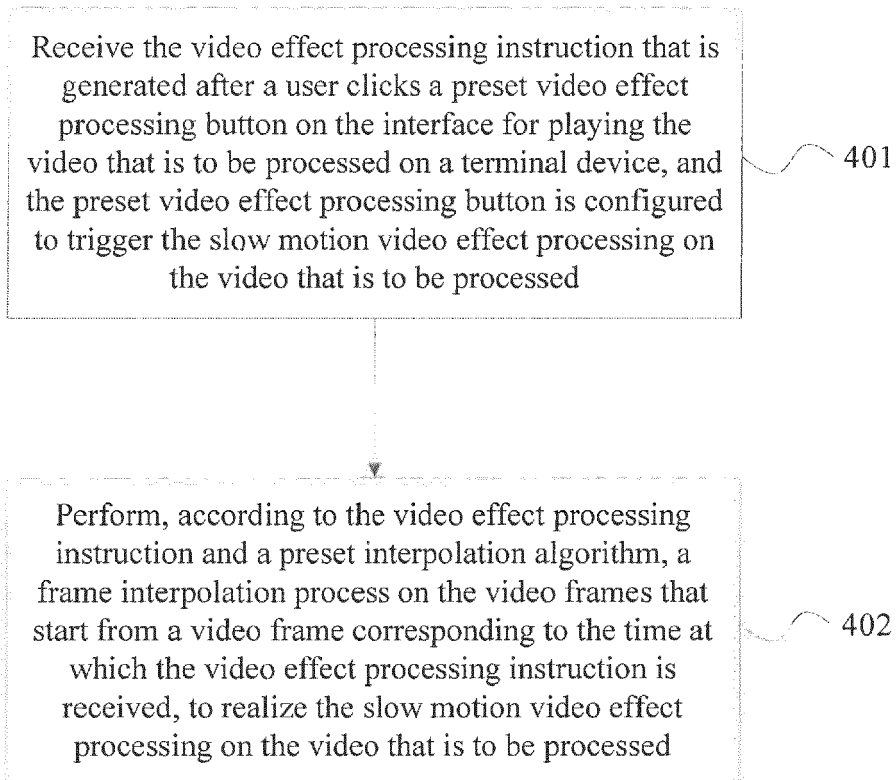 Receive the video effect processing instruction that is
generated after a user clicks a preset video effect
processing button on the interface for playing the
video that is to be processed on a terminal device, and
the preset video effect processing button is configured
to trigger the slow motion video effect processing on
the video that is to be processed
401
Perform, according to the video effect processing
instruction and a preset interpolation algorithm, a
frame interpolation process on the video frames that
start from a video frame corresponding to the time at
which the video effect processing instruction is
received, to realize the slow motion video effect
processing on the video that is to be processed
402